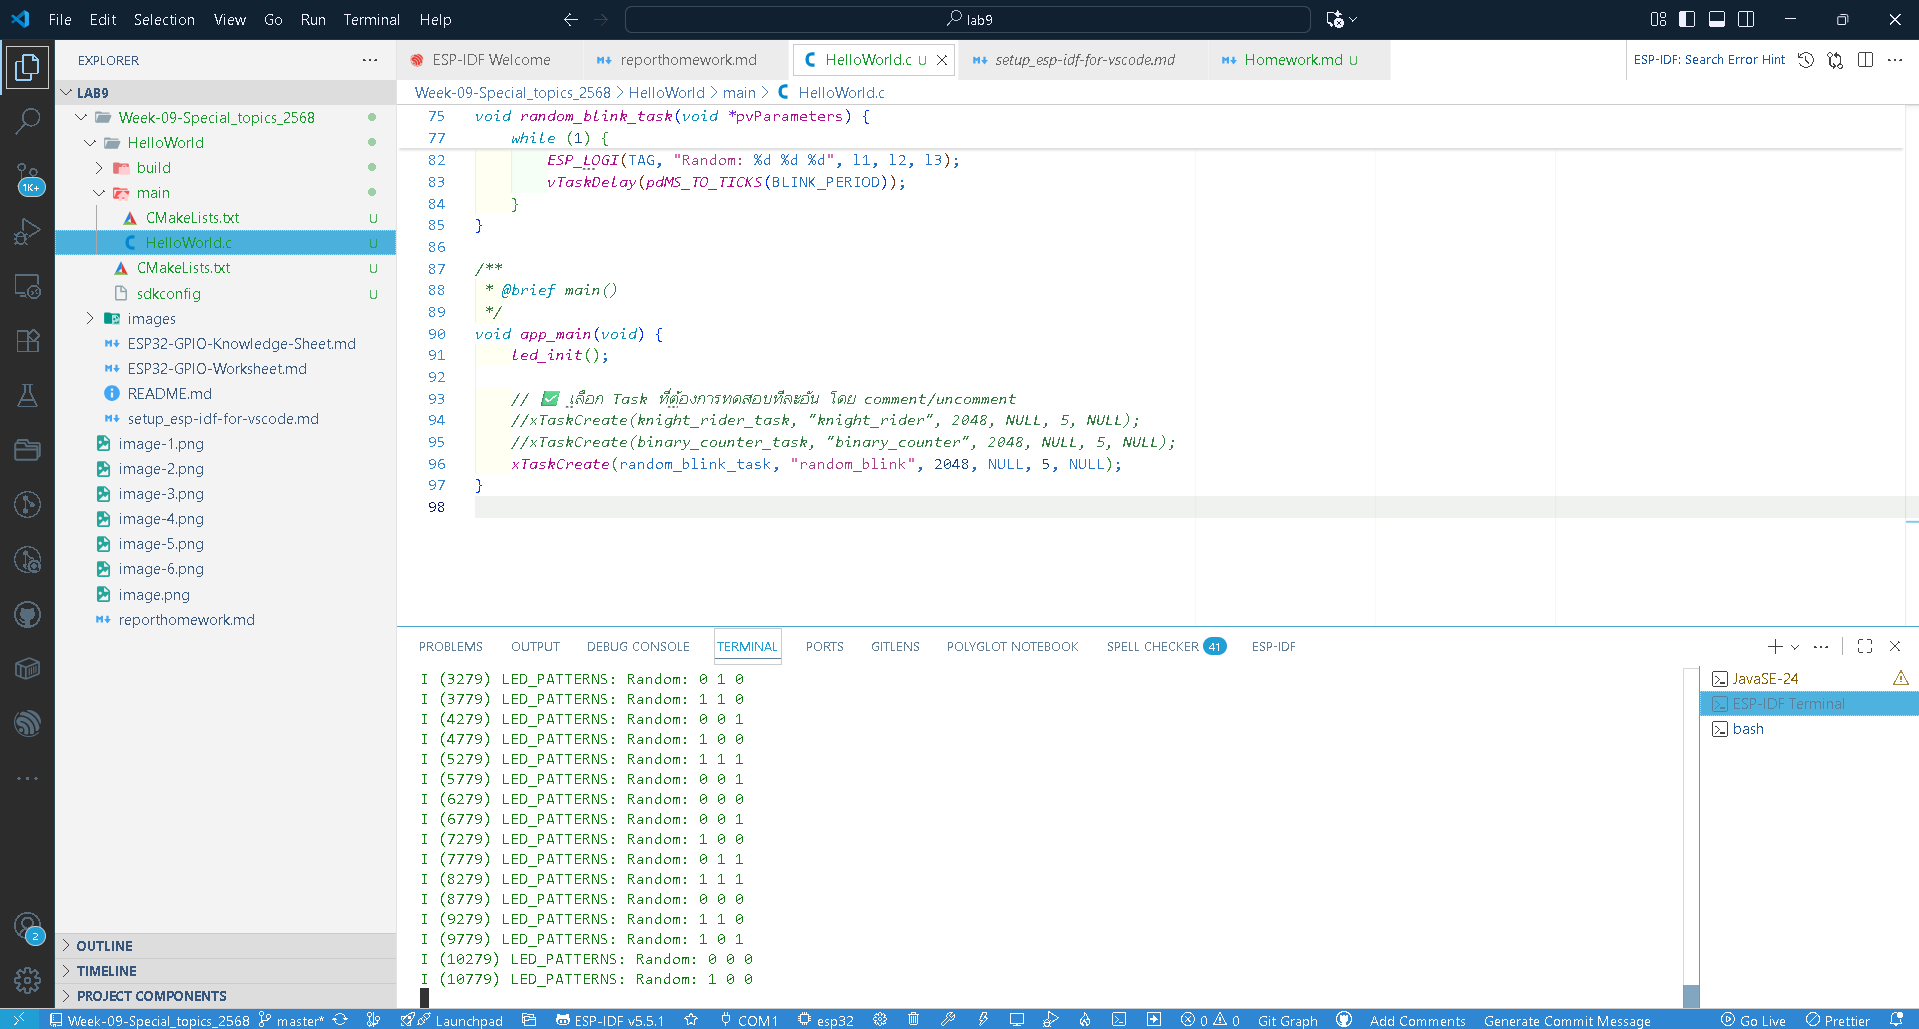 File Edit Selection View Go Run Terminal Help
lab9
EXPLORER
LAB9
Week-09-Special_topics_2568
HelloWorld
build
main
CMakeLists.txt U
HelloWorld.c U
CMakeLists.txt U
sdkconfig U
images
ESP32-GPIO-Knowledge-Sheet.md
ESP32-GPIO-Worksheet.md
README.md
setup_esp-idf-for-vscode.md
image-1.png
image-2.png
image-3.png
image-4.png
image-5.png
image-6.png
image.png
reporthomework.md
OUTLINE
TIMELINE
PROJECT COMPONENTS
1K+
2
ESP-IDF Welcome reporthomework.md HelloWorld.c U setup_esp-idf-for-vscode.md Homework.md U
ESP-IDF: Search Error Hint
Week-09-Special_topics_2568 > HelloWorld > main > HelloWorld.c
75 void random_blink_task(void *pvParameters) {
77 while (1) {
82 ESP_LOGI(TAG, "Random: %d %d %d", l1, l2, l3);
83 vTaskDelay(pdMS_TO_TICKS(BLINK_PERIOD));
84 }
85 }
86
87 /**
88 * @brief main()
89 */
90 void app_main(void) {
91 led_init();
92
93 // ✅ เลือก Task ที่ต้องการทดสอบทีละอัน โดย comment/uncomment
94 //xTaskCreate(knight_rider_task, "knight_rider", 2048, NULL, 5, NULL);
95 //xTaskCreate(binary_counter_task, "binary_counter", 2048, NULL, 5, NULL);
96 xTaskCreate(random_blink_task, "random_blink", 2048, NULL, 5, NULL);
97 }
98
PROBLEMS OUTPUT DEBUG CONSOLE TERMINAL PORTS GITLENS POLYGLOT NOTEBOOK SPELL CHECKER 41 ESP-IDF
I (3279) LED_PATTERNS: Random: 0 1 0
I (3779) LED_PATTERNS: Random: 1 1 0
I (4279) LED_PATTERNS: Random: 0 0 1
I (4779) LED_PATTERNS: Random: 1 0 0
I (5279) LED_PATTERNS: Random: 1 1 1
I (5779) LED_PATTERNS: Random: 0 0 1
I (6279) LED_PATTERNS: Random: 0 0 0
I (6779) LED_PATTERNS: Random: 0 0 1
I (7279) LED_PATTERNS: Random: 1 0 0
I (7779) LED_PATTERNS: Random: 0 1 1
I (8279) LED_PATTERNS: Random: 1 1 1
I (8779) LED_PATTERNS: Random: 0 0 0
I (9279) LED_PATTERNS: Random: 1 1 0
I (9779) LED_PATTERNS: Random: 1 0 1
I (10279) LED_PATTERNS: Random: 0 0 0
I (10779) LED_PATTERNS: Random: 1 0 0
JavaSE-24
ESP-IDF Terminal
bash
Week-09-Special_topics_2568 master* Launchpad ESP-IDF v5.5.1 COM1 esp32 0 0 Git Graph Add Comments Generate Commit Message Go Live Prettier